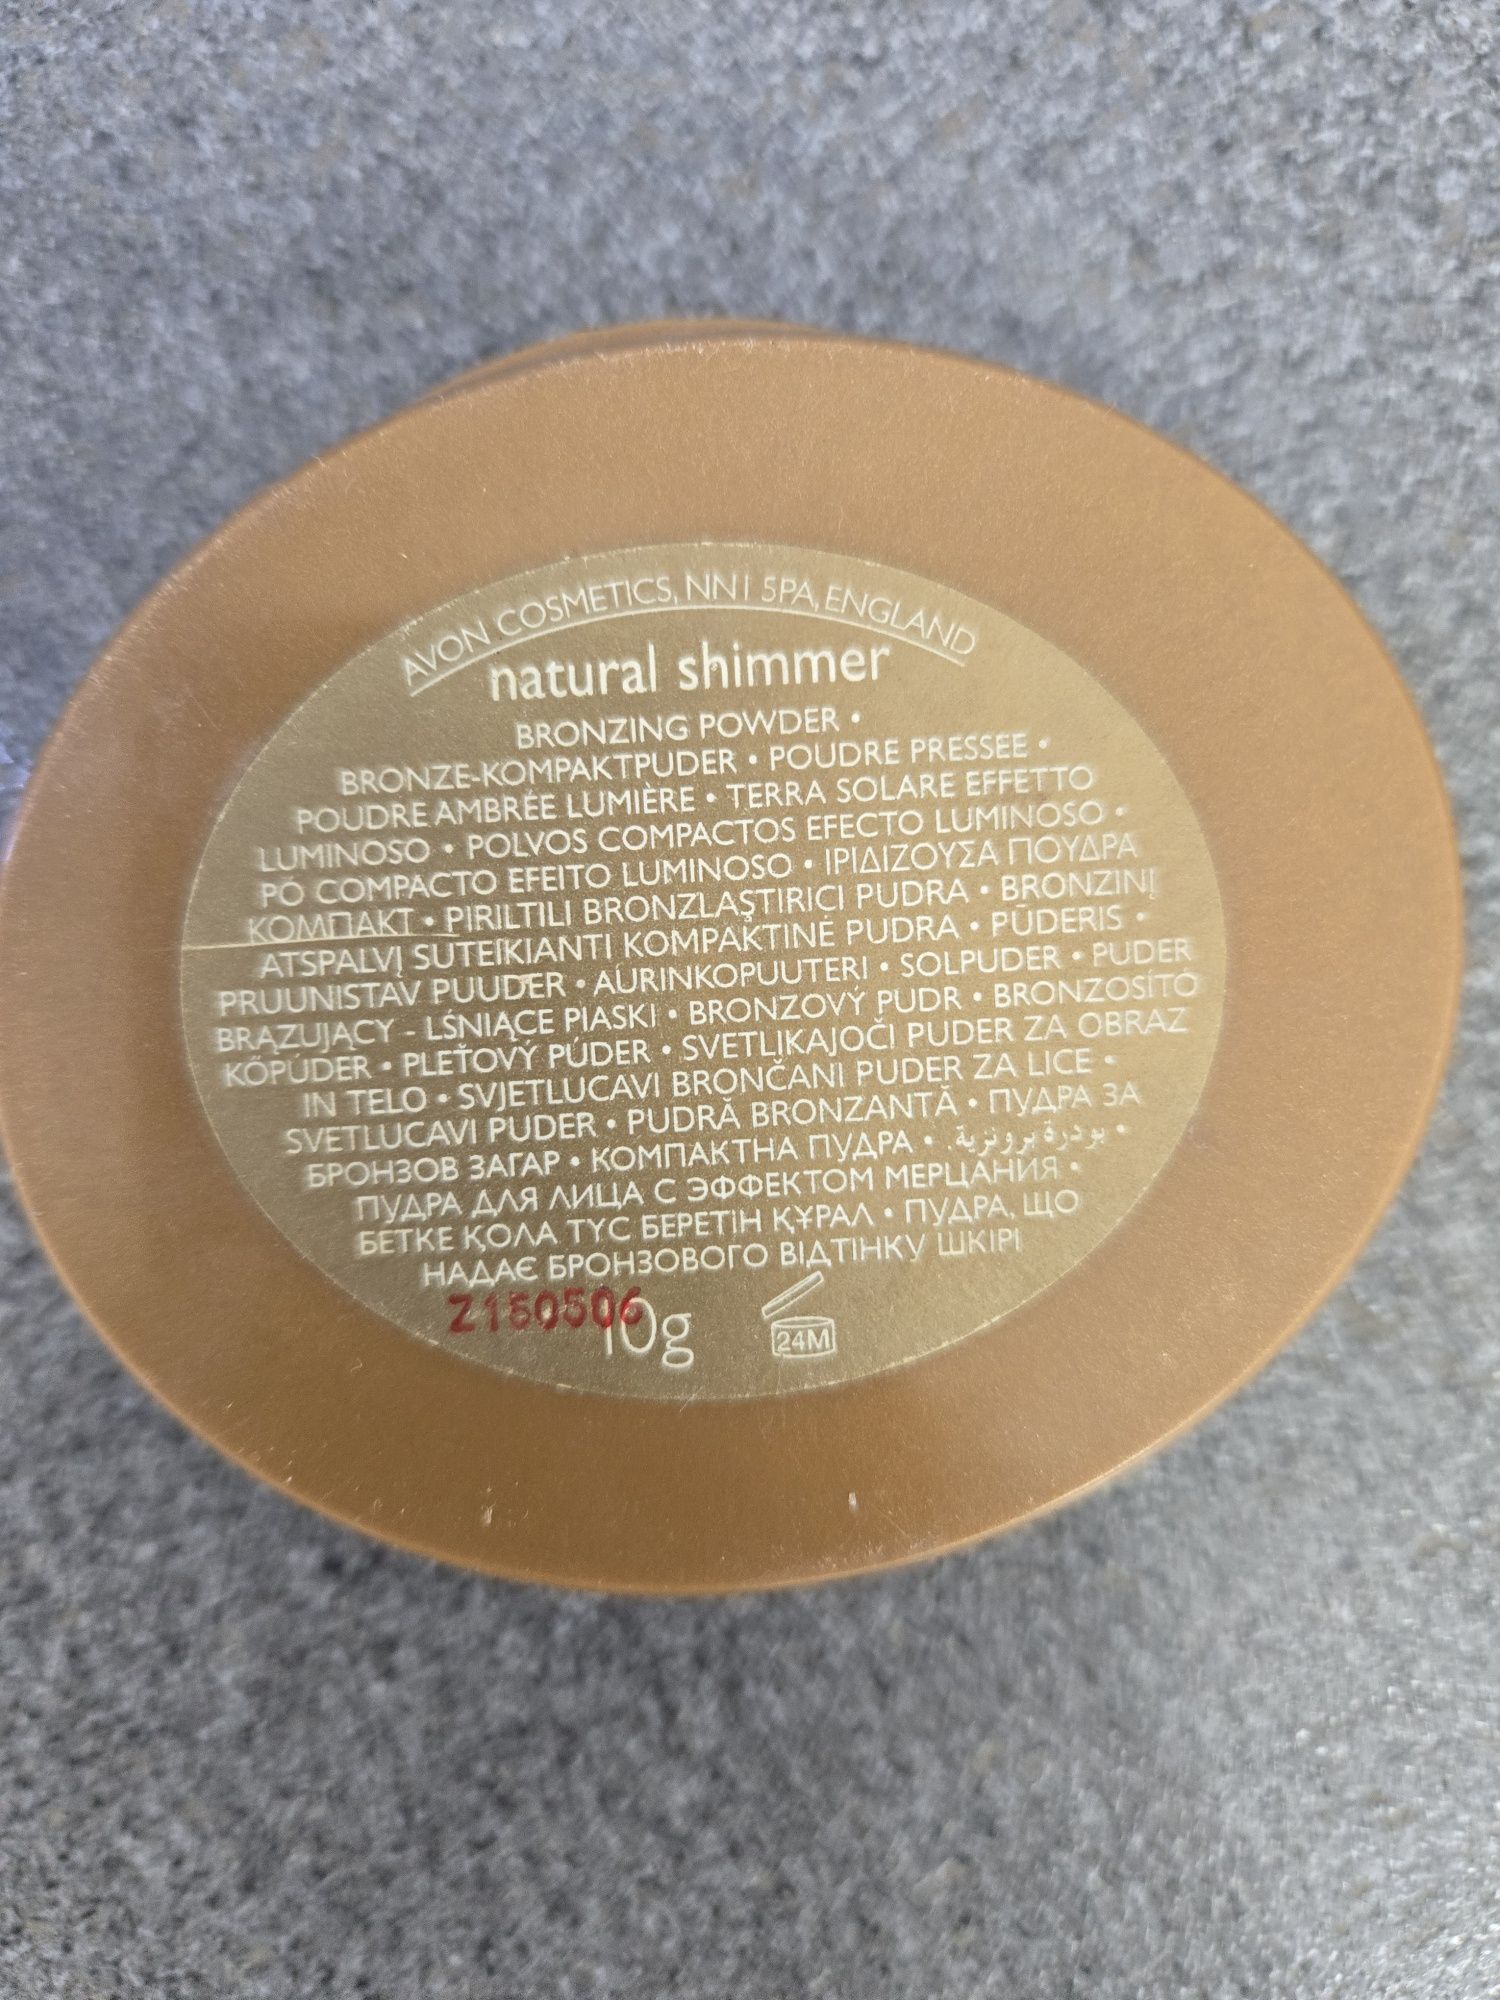 AVON COSMETICS, NN1 5PA, ENGLAND
natural shimmer
BRONZING POWDER •
BRONZE-KOMPAKTPUDER • POUDRE PRESSEE •
POUDRE AMBRÉE LUMIÈRE • TERRA SOLARE EFFETTO
LUMINOSO • POLVOS COMPACTOS EFECTO LUMINOSO •
PÓ COMPACTO EFEITO LUMINOSO • ΙΡΙΔΙΖΟΥΣΑ ΠΟΥΔΡΑ
ΚΟΜΠΑΚΤ • PIRILTILI BRONZLAŞTIRICI PUDRA • BRONZINĮ
ATSPALVĮ SUTEIKIANTI KOMPAKTINĖ PUDRA • PŪDERIS •
PRUUNISTAV PUUDER • AURINKOPUUTERI • SOLPUDER • PUDER
BRĄZUJĄCY - LŚNIĄCE PIASKI • BRONZOVÝ PUDR • BRONZOSÍTÓ
KŐPÚDER • PLEŤOVÝ PÚDER • SVETLIKAJOČI PUDER ZA OBRAZ
IN TELO • SVJETLUCAVI BRONČANI PUDER ZA LICE •
SVETLUCAVI PUDER • PUDRĂ BRONZANTĂ • ПУДРА ЗА
БРОНЗОВ ЗАГАР • КОМПАКТНА ПУДРА • بودرة برونزية. •
ПУДРА ДЛЯ ЛИЦА С ЭФФЕКТОМ МЕРЦАНИЯ •
БЕТКЕ ҚОЛА ТҮС БЕРЕТІН ҚҰРАЛ • ПУДРА, ЩО
НАДАЄ БРОНЗОВОГО ВІДТІНКУ ШКІРІ
Z150506
10g
24M